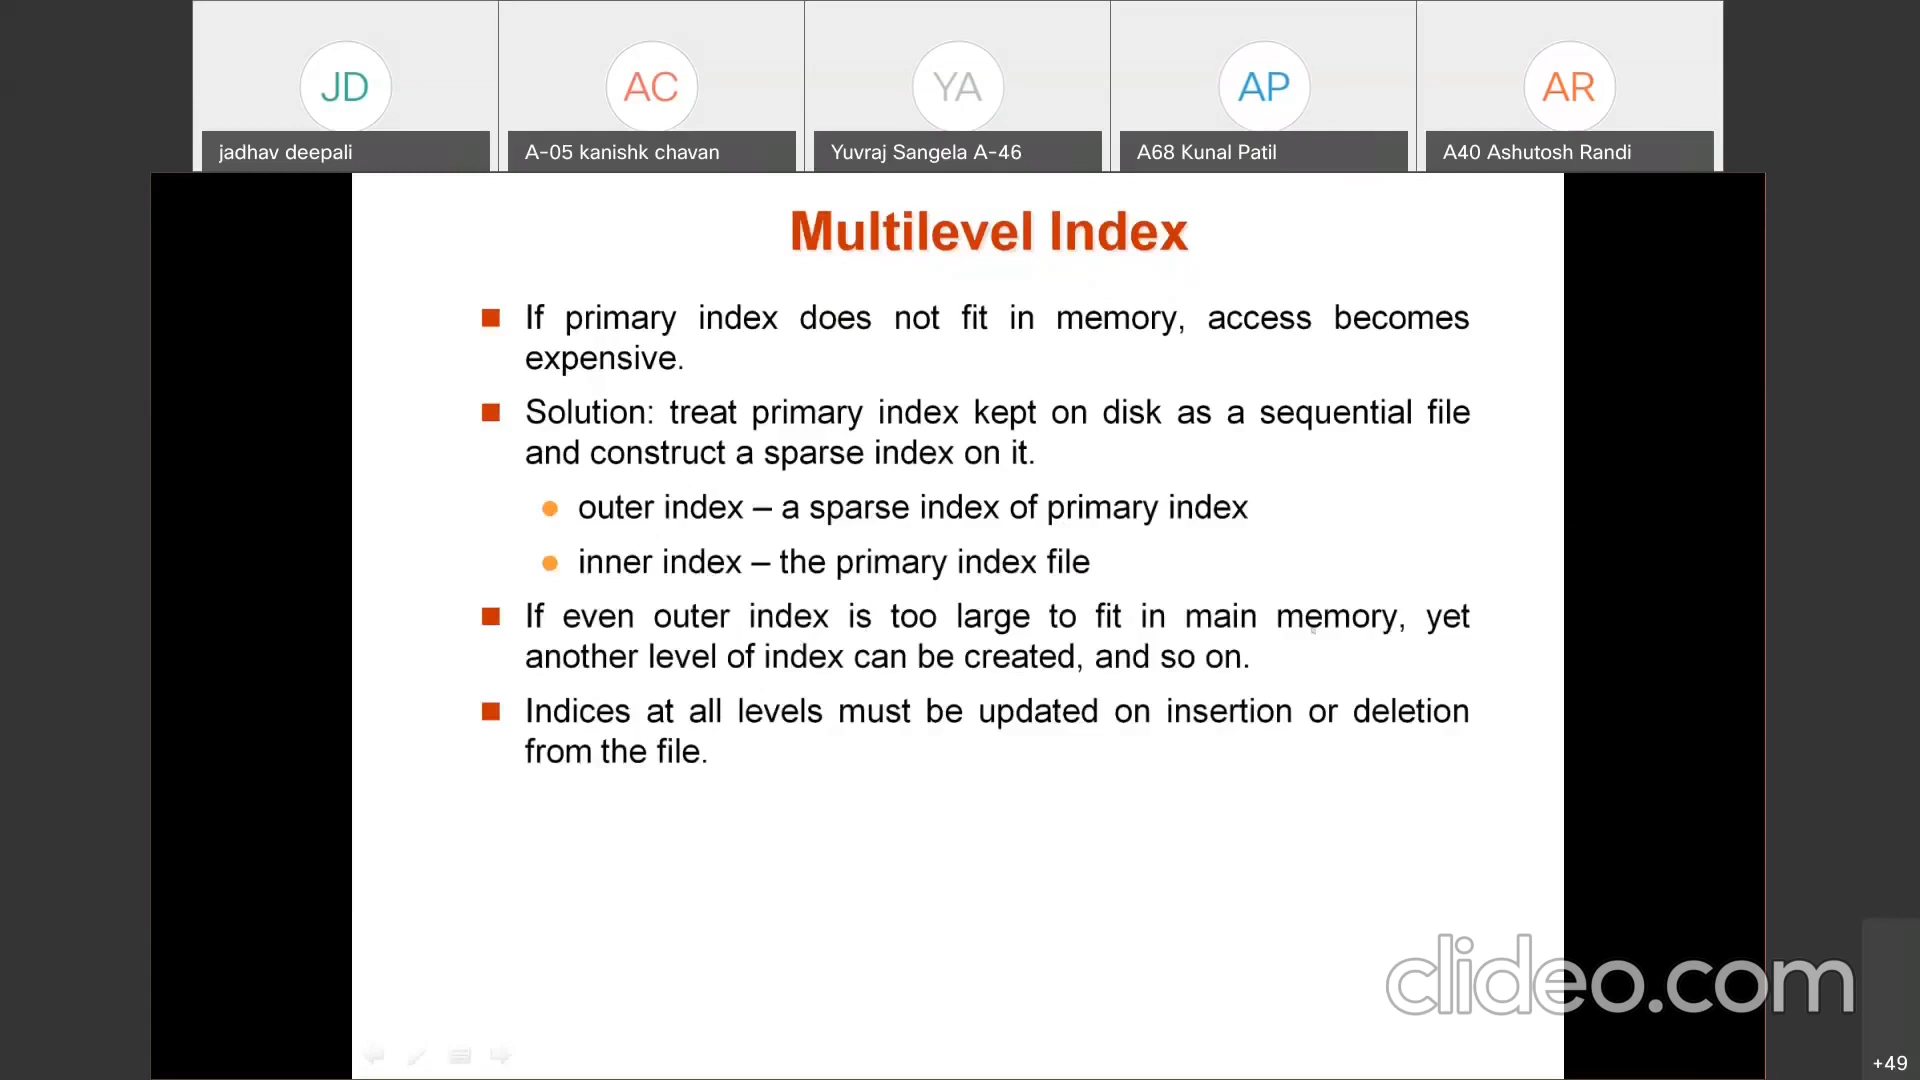 JD
AC
YA
AP
AR
jadhav deepali
A-05 kanishk chavan
Yuvraj Sangela A-46
A68 Kunal Patil
A40 Ashutosh Randi
Multilevel Index
If primary index does not fit in memory, access becomes
expensive.
Solution: treat primary index kept on disk as a sequential file
and construct a sparse index on it.
outer index – a sparse index of primary index
inner index – the primary index file
If even outer index is too large to fit in main memory, yet
another level of index can be created, and so on.
Indices at all levels must be updated on insertion or deletion
from the file.
clideo.com
+49